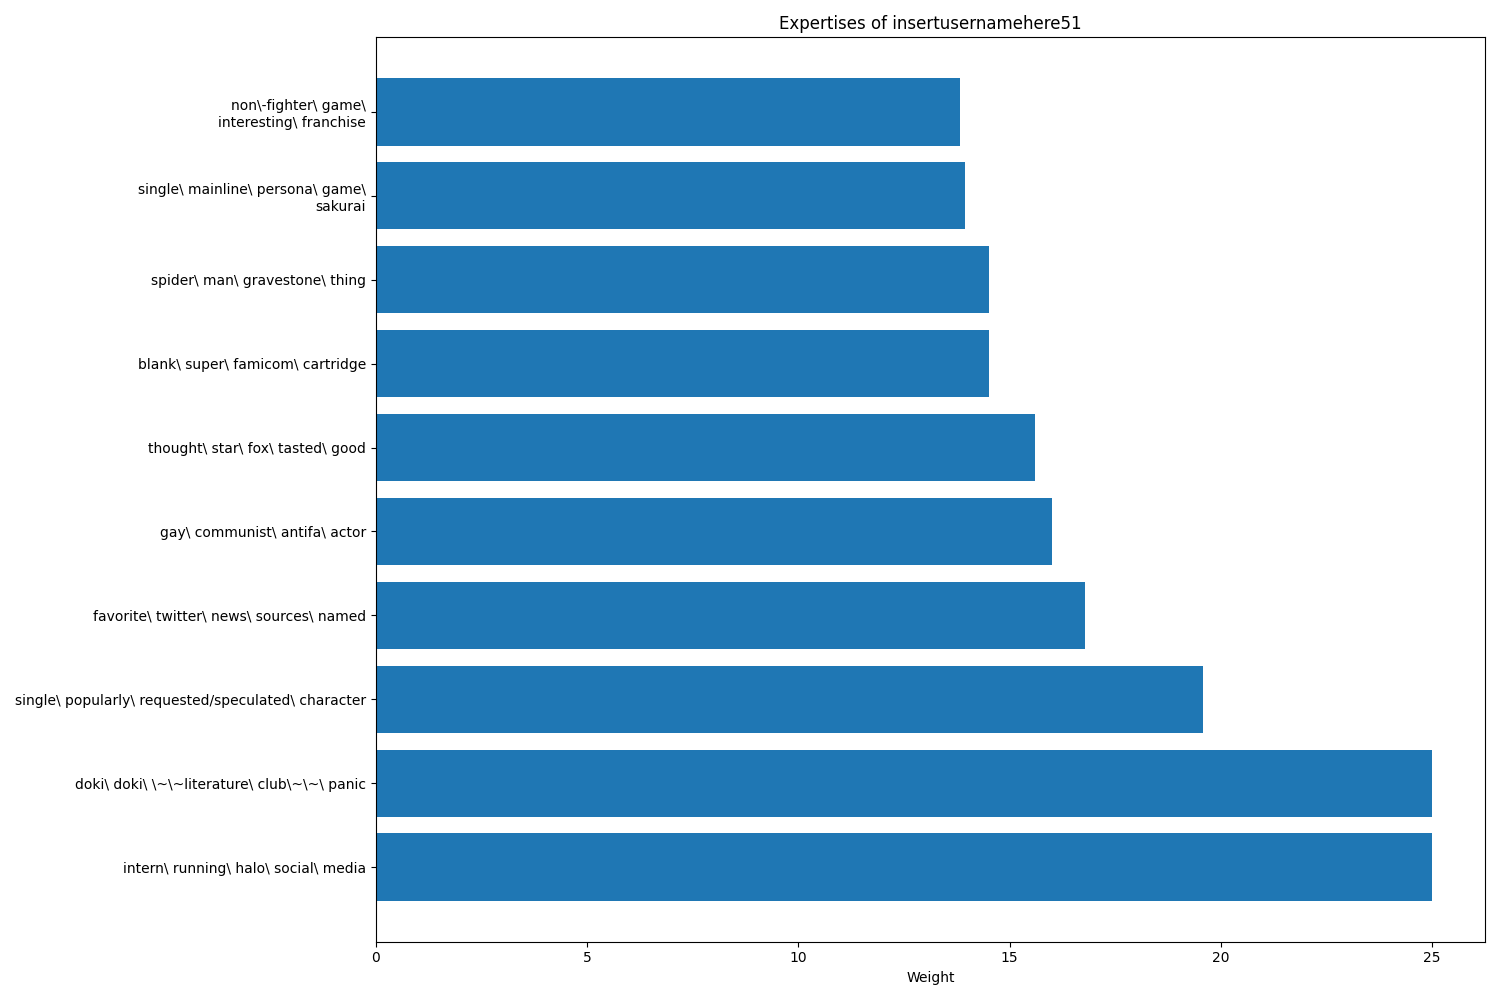 Expertises of insertusernamehere51
non\-fighter\ game\
interesting\ franchise
single\ mainline\ persona\ game\
sakurai
spider\ man\ gravestone\ thing
blank\ super\ famicom\ cartridge
thought\ star\ fox\ tasted\ good
gay\ communist\ antifa\ actor
favorite\ twitter\ news\ sources\ named
single\ popularly\ requested/speculated\ character
doki\ doki\ \~\~literature\ club\~\~\ panic
intern\ running\ halo\ social\ media
0 5 10 15 20 25
Weight